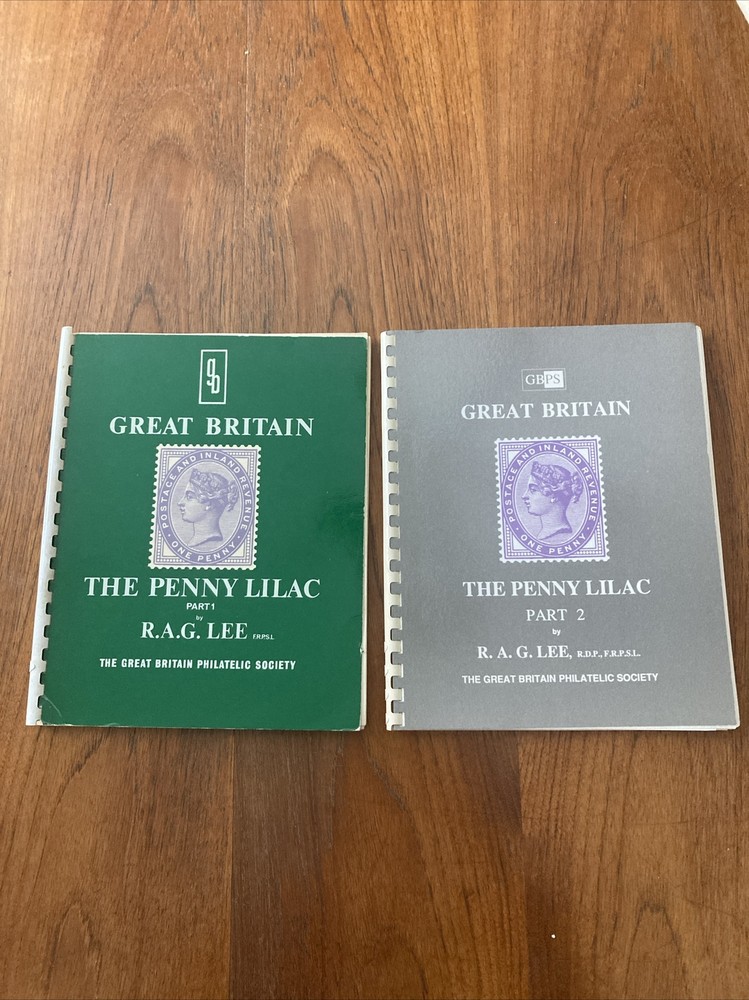 gb
GREAT BRITAIN
POSTAGE AND INLAND REVENUE
ONE PENNY
THE PENNY LILAC
PART 1
by
R.A.G. LEE F.R.P.S.L.
THE GREAT BRITAIN PHILATELIC SOCIETY
GBPS
GREAT BRITAIN
POSTAGE AND INLAND REVENUE
ONE PENNY
THE PENNY LILAC
PART 2
by
R. A. G. LEE, R.D.P., F.R.P.S.L.
THE GREAT BRITAIN PHILATELIC SOCIETY